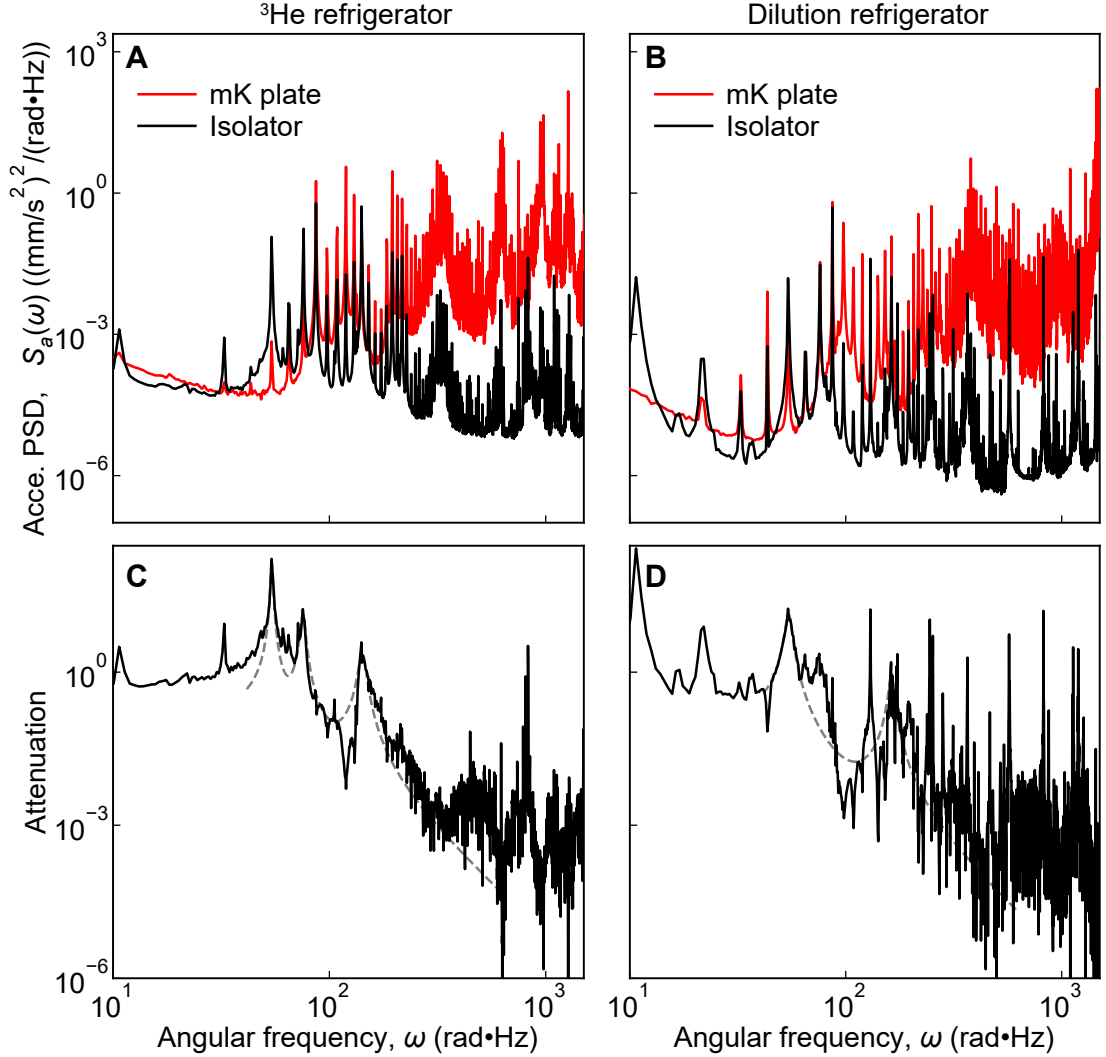 ³He refrigerator
Dilution refrigerator
A
B
mK plate
Isolator
mK plate
Isolator
10³
10⁰
10⁻³
10⁻⁶
Acce. PSD, Sₐ(ω) ((mm/s²)²/(rad•Hz))
C
D
10⁰
10⁻³
10⁻⁶
Attenuation
10¹
10²
10³
10¹
10²
10³
Angular frequency, ω (rad•Hz)
Angular frequency, ω (rad•Hz)